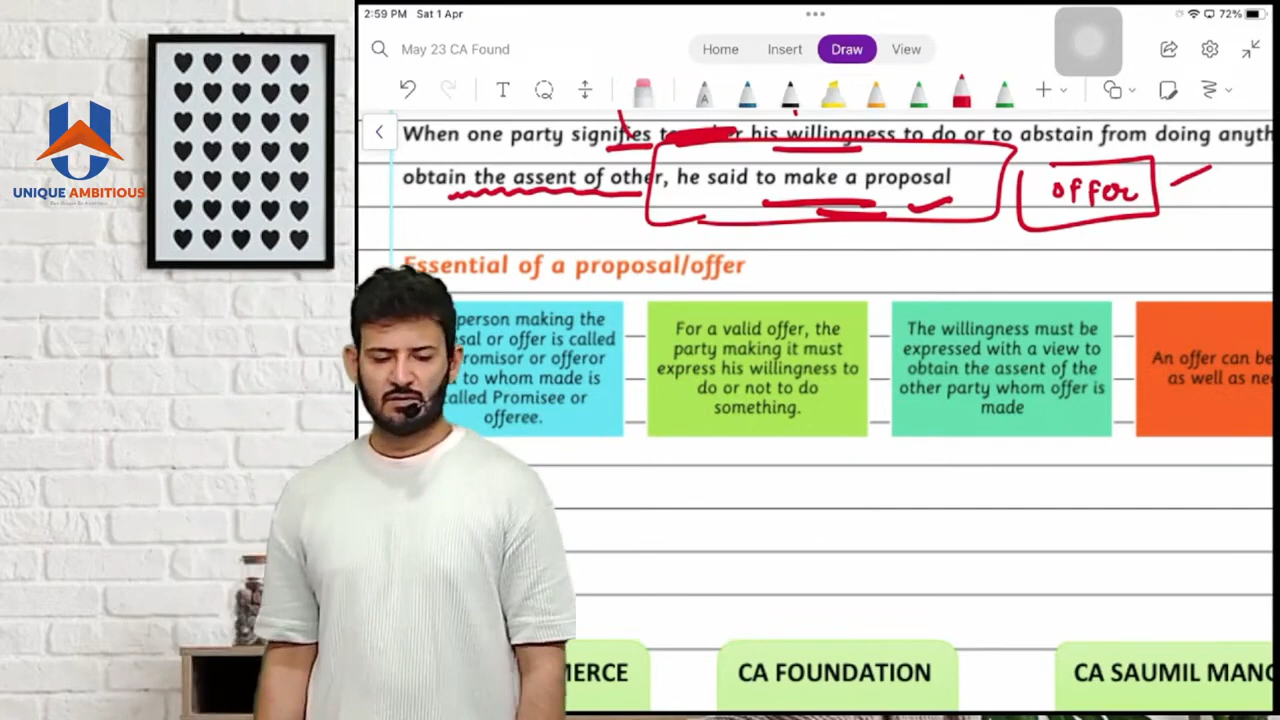 2:59 PM Sat 1 Apr
72%
May 23 CA Found
Home Insert Draw View
When one party signifies his willingness to do or to abstain from doing anyth
obtain the assent of other, he said to make a proposal
offer
Essential of a proposal/offer
person making the
sal or offer is called
romisor or offeror
to whom made is
called Promisee or
offeree.
For a valid offer, the
party making it must
express his willingness to
do or not to do
something.
The willingness must be
expressed with a view to
obtain the assent of the
other party whom offer is
made
An offer can be
as well as ne
MERCE
CA FOUNDATION
CA SAUMIL MANG
UNIQUE AMBITIOUS